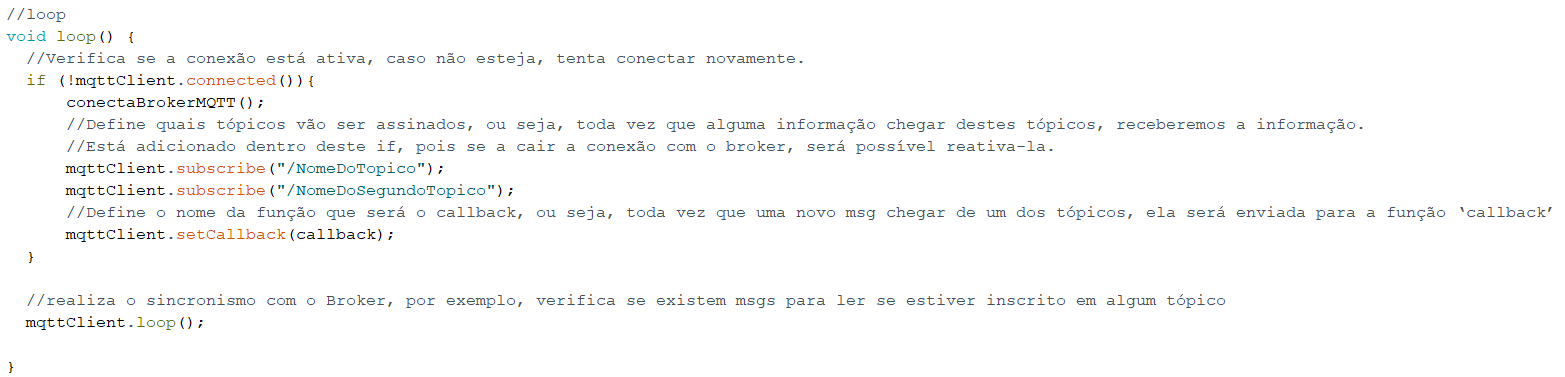 //loop
void loop() {
  //Verifica se a conexão está ativa, caso não esteja, tenta conectar novamente.
  if (!mqttClient.connected()){
      conectaBrokerMQTT();
      //Define quais tópicos vão ser assinados, ou seja, toda vez que alguma informação chegar destes tópicos, receberemos a informação.
      //Está adicionado dentro deste if, pois se a cair a conexão com o broker, será possível reativa-la.
      mqttClient.subscribe("/NomeDoTopico");
      mqttClient.subscribe("/NomeDoSegundoTopico");
      //Define o nome da função que será o callback, ou seja, toda vez que uma novo msg chegar de um dos tópicos, ela será enviada para a função ‘callback’
      mqttClient.setCallback(callback);
  }
  //realiza o sincronismo com o Broker, por exemplo, verifica se existem msgs para ler se estiver inscrito em algum tópico
  mqttClient.loop();
}